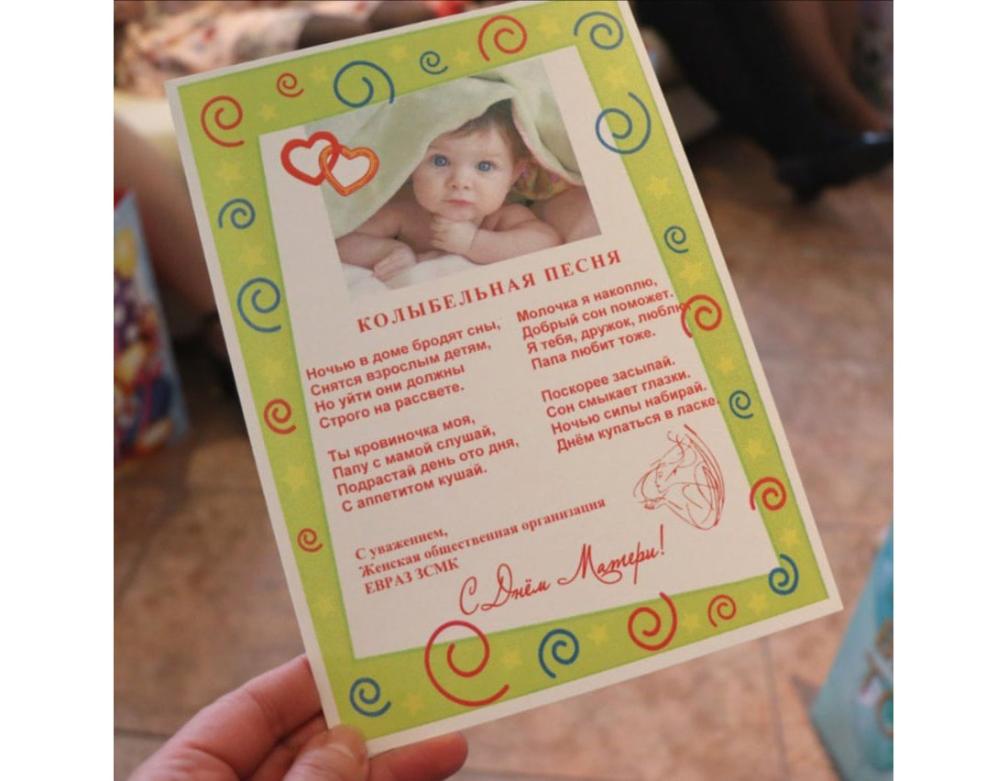 КОЛЫБЕЛЬНАЯ ПЕСНЯ
Ночью в доме бродят сны,
Снятся взрослым детям,
Но уйти они должны
Строго на рассвете.
Ты кровиночка моя,
Папу с мамой слушай,
Подрастай день ото дня,
С аппетитом кушай.
Молочка я накоплю,
Добрый сон поможет.
Я тебя, дружок, люблю
Папа любит тоже.
Поскорее засыпай.
Сон смыкает глазки.
Ночью силы набирай.
Днём купаться в ласке.
С уважением,
Женская общественная организация
ЕВРАЗ ЗСМК
С Днём Матери!